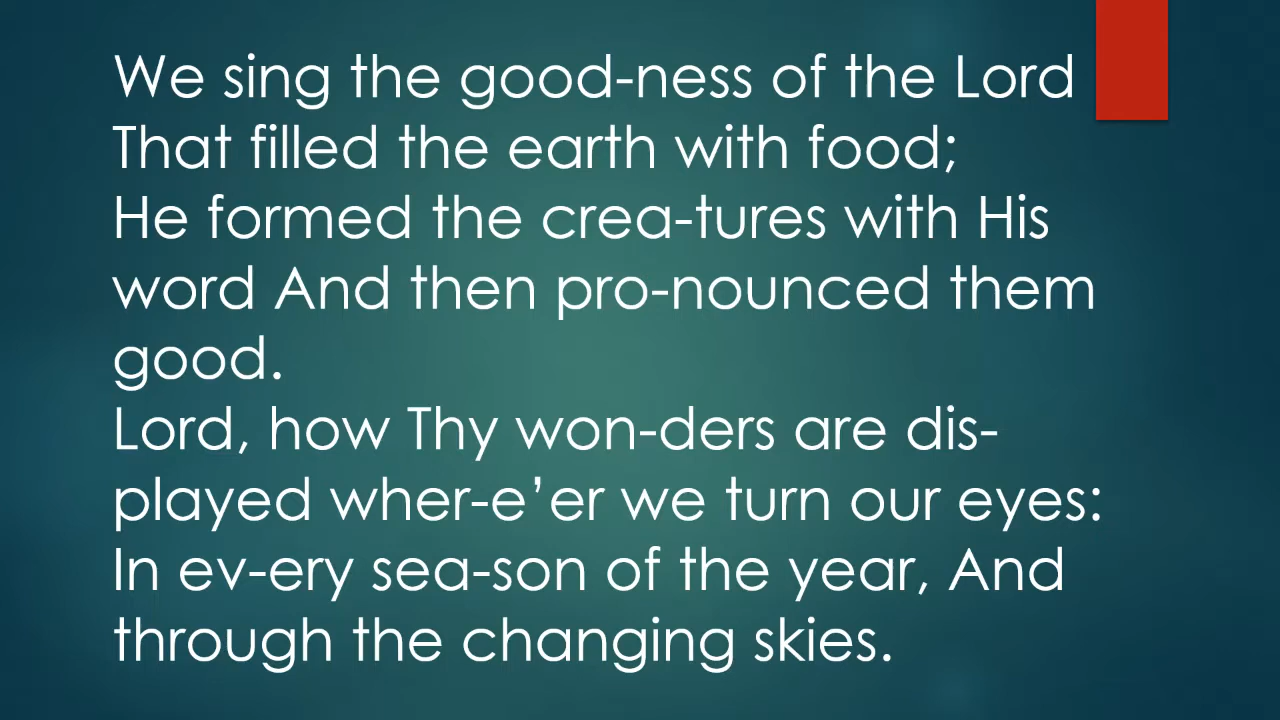 We sing the good-ness of the Lord
That filled the earth with food;
He formed the crea-tures with His
word And then pro-nounced them
good.
Lord, how Thy won-ders are dis-
played wher-e’er we turn our eyes:
In ev-ery sea-son of the year, And
through the changing skies.